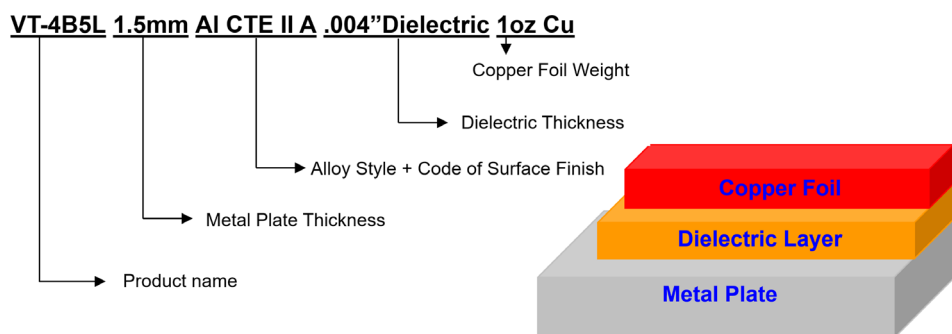 VT-4B5L 1.5mm Al CTE II A .004”Dielectric 1oz Cu
Copper Foil Weight
Dielectric Thickness
Alloy Style + Code of Surface Finish
Metal Plate Thickness
Product name
Copper Foil
Dielectric Layer
Metal Plate